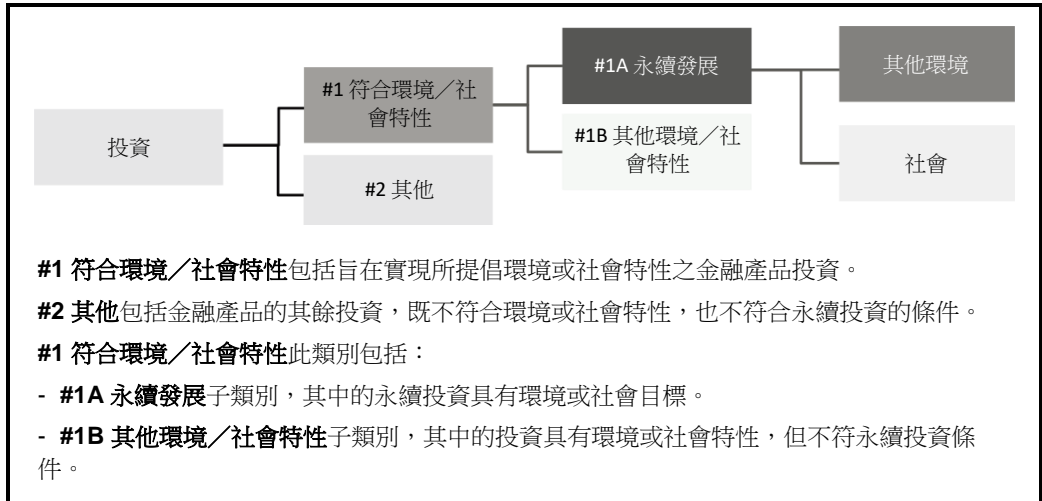 #1A 永續發展
其他環境
#1 符合環境／社
會特性
投資
#1B 其他環境／社
會特性
社會
#2 其他
#1 符合環境／社會特性包括旨在實現所提倡環境或社會特性之金融產品投資。
#2 其他包括金融產品的其餘投資，既不符合環境或社會特性，也不符合永續投資的條件。
#1 符合環境／社會特性此類別包括：
- #1A 永續發展子類別，其中的永續投資具有環境或社會目標。
- #1B 其他環境／社會特性子類別，其中的投資具有環境或社會特性，但不符永續投資條
件。